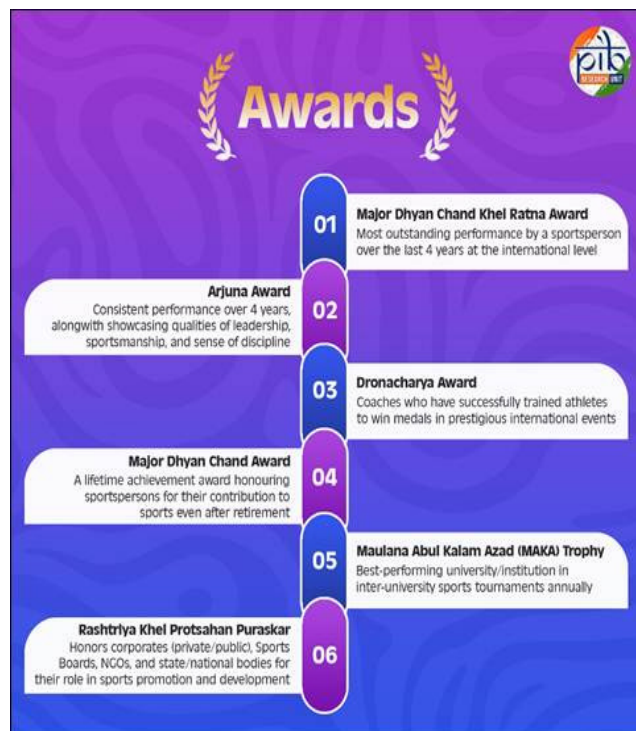 pib
RESEARCH UNIT
Awards
01
Major Dhyan Chand Khel Ratna Award
Most outstanding performance by a sportsperson
over the last 4 years at the international level
Arjuna Award
Consistent performance over 4 years,
alongwith showcasing qualities of leadership,
sportsmanship, and sense of discipline
02
03
Dronacharya Award
Coaches who have successfully trained athletes
to win medals in prestigious international events
Major Dhyan Chand Award
A lifetime achievement award honouring
sportspersons for their contribution to
sports even after retirement
04
05
Maulana Abul Kalam Azad (MAKA) Trophy
Best-performing university/institution in
inter-university sports tournaments annually
Rashtriya Khel Protsahan Puraskar
Honors corporates (private/public), Sports
Boards, NGOs, and state/national bodies for
their role in sports promotion and development
06